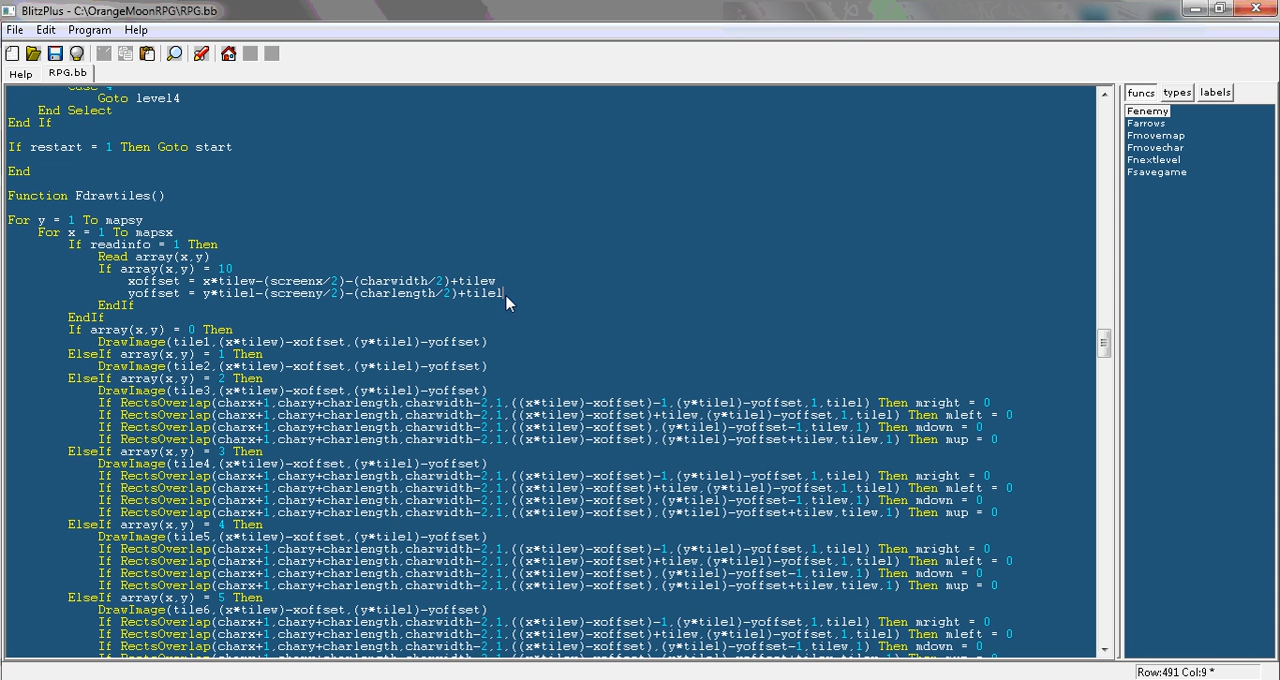 BlitzPlus - C:\OrangeMoonRPG\RPG.bb
File Edit Program Help
Help RPG.bb
Case 4
Goto level4
End Select
End If
If restart = 1 Then Goto start
End
Function Fdrawtiles()
For y = 1 To mapsy
For x = 1 To mapsx
If readinfo = 1 Then
Read array(x,y)
If array(x,y) = 10
xoffset = x*tilew-(screenx/2)-(charwidth/2)+tilew
yoffset = y*tilel-(screeny/2)-(charlength/2)+tilel
EndIf
EndIf
If array(x,y) = 0 Then
DrawImage(tile1,(x*tilew)-xoffset,(y*tilel)-yoffset)
ElseIf array(x,y) = 1 Then
DrawImage(tile2,(x*tilew)-xoffset,(y*tilel)-yoffset)
ElseIf array(x,y) = 2 Then
DrawImage(tile3,(x*tilew)-xoffset,(y*tilel)-yoffset)
If RectsOverlap(charx+1,chary+charlength,charwidth-2,1,((x*tilew)-xoffset)-1,(y*tilel)-yoffset,1,tilel) Then mright = 0
If RectsOverlap(charx+1,chary+charlength,charwidth-2,1,((x*tilew)-xoffset)+tilew,(y*tilel)-yoffset,1,tilel) Then mleft = 0
If RectsOverlap(charx+1,chary+charlength,charwidth-2,1,((x*tilew)-xoffset),(y*tilel)-yoffset-1,tilew,1) Then mdown = 0
If RectsOverlap(charx+1,chary+charlength,charwidth-2,1,((x*tilew)-xoffset),(y*tilel)-yoffset+tilew,tilew,1) Then mup = 0
ElseIf array(x,y) = 3 Then
DrawImage(tile4,(x*tilew)-xoffset,(y*tilel)-yoffset)
If RectsOverlap(charx+1,chary+charlength,charwidth-2,1,((x*tilew)-xoffset)-1,(y*tilel)-yoffset,1,tilel) Then mright = 0
If RectsOverlap(charx+1,chary+charlength,charwidth-2,1,((x*tilew)-xoffset)+tilew,(y*tilel)-yoffset,1,tilel) Then mleft = 0
If RectsOverlap(charx+1,chary+charlength,charwidth-2,1,((x*tilew)-xoffset),(y*tilel)-yoffset-1,tilew,1) Then mdown = 0
If RectsOverlap(charx+1,chary+charlength,charwidth-2,1,((x*tilew)-xoffset),(y*tilel)-yoffset+tilew,tilew,1) Then mup = 0
ElseIf array(x,y) = 4 Then
DrawImage(tile5,(x*tilew)-xoffset,(y*tilel)-yoffset)
If RectsOverlap(charx+1,chary+charlength,charwidth-2,1,((x*tilew)-xoffset)-1,(y*tilel)-yoffset,1,tilel) Then mright = 0
If RectsOverlap(charx+1,chary+charlength,charwidth-2,1,((x*tilew)-xoffset)+tilew,(y*tilel)-yoffset,1,tilel) Then mleft = 0
If RectsOverlap(charx+1,chary+charlength,charwidth-2,1,((x*tilew)-xoffset),(y*tilel)-yoffset-1,tilew,1) Then mdown = 0
If RectsOverlap(charx+1,chary+charlength,charwidth-2,1,((x*tilew)-xoffset),(y*tilel)-yoffset+tilew,tilew,1) Then mup = 0
ElseIf array(x,y) = 5 Then
DrawImage(tile6,(x*tilew)-xoffset,(y*tilel)-yoffset)
If RectsOverlap(charx+1,chary+charlength,charwidth-2,1,((x*tilew)-xoffset)-1,(y*tilel)-yoffset,1,tilel) Then mright = 0
If RectsOverlap(charx+1,chary+charlength,charwidth-2,1,((x*tilew)-xoffset)+tilew,(y*tilel)-yoffset,1,tilel) Then mleft = 0
If RectsOverlap(charx+1,chary+charlength,charwidth-2,1,((x*tilew)-xoffset),(y*tilel)-yoffset-1,tilew,1) Then mdown = 0
funcs types labels
Fenemy
Farrows
Fmovemap
Fmovechar
Fnextlevel
Fsavegame
Row:491 Col:9 *